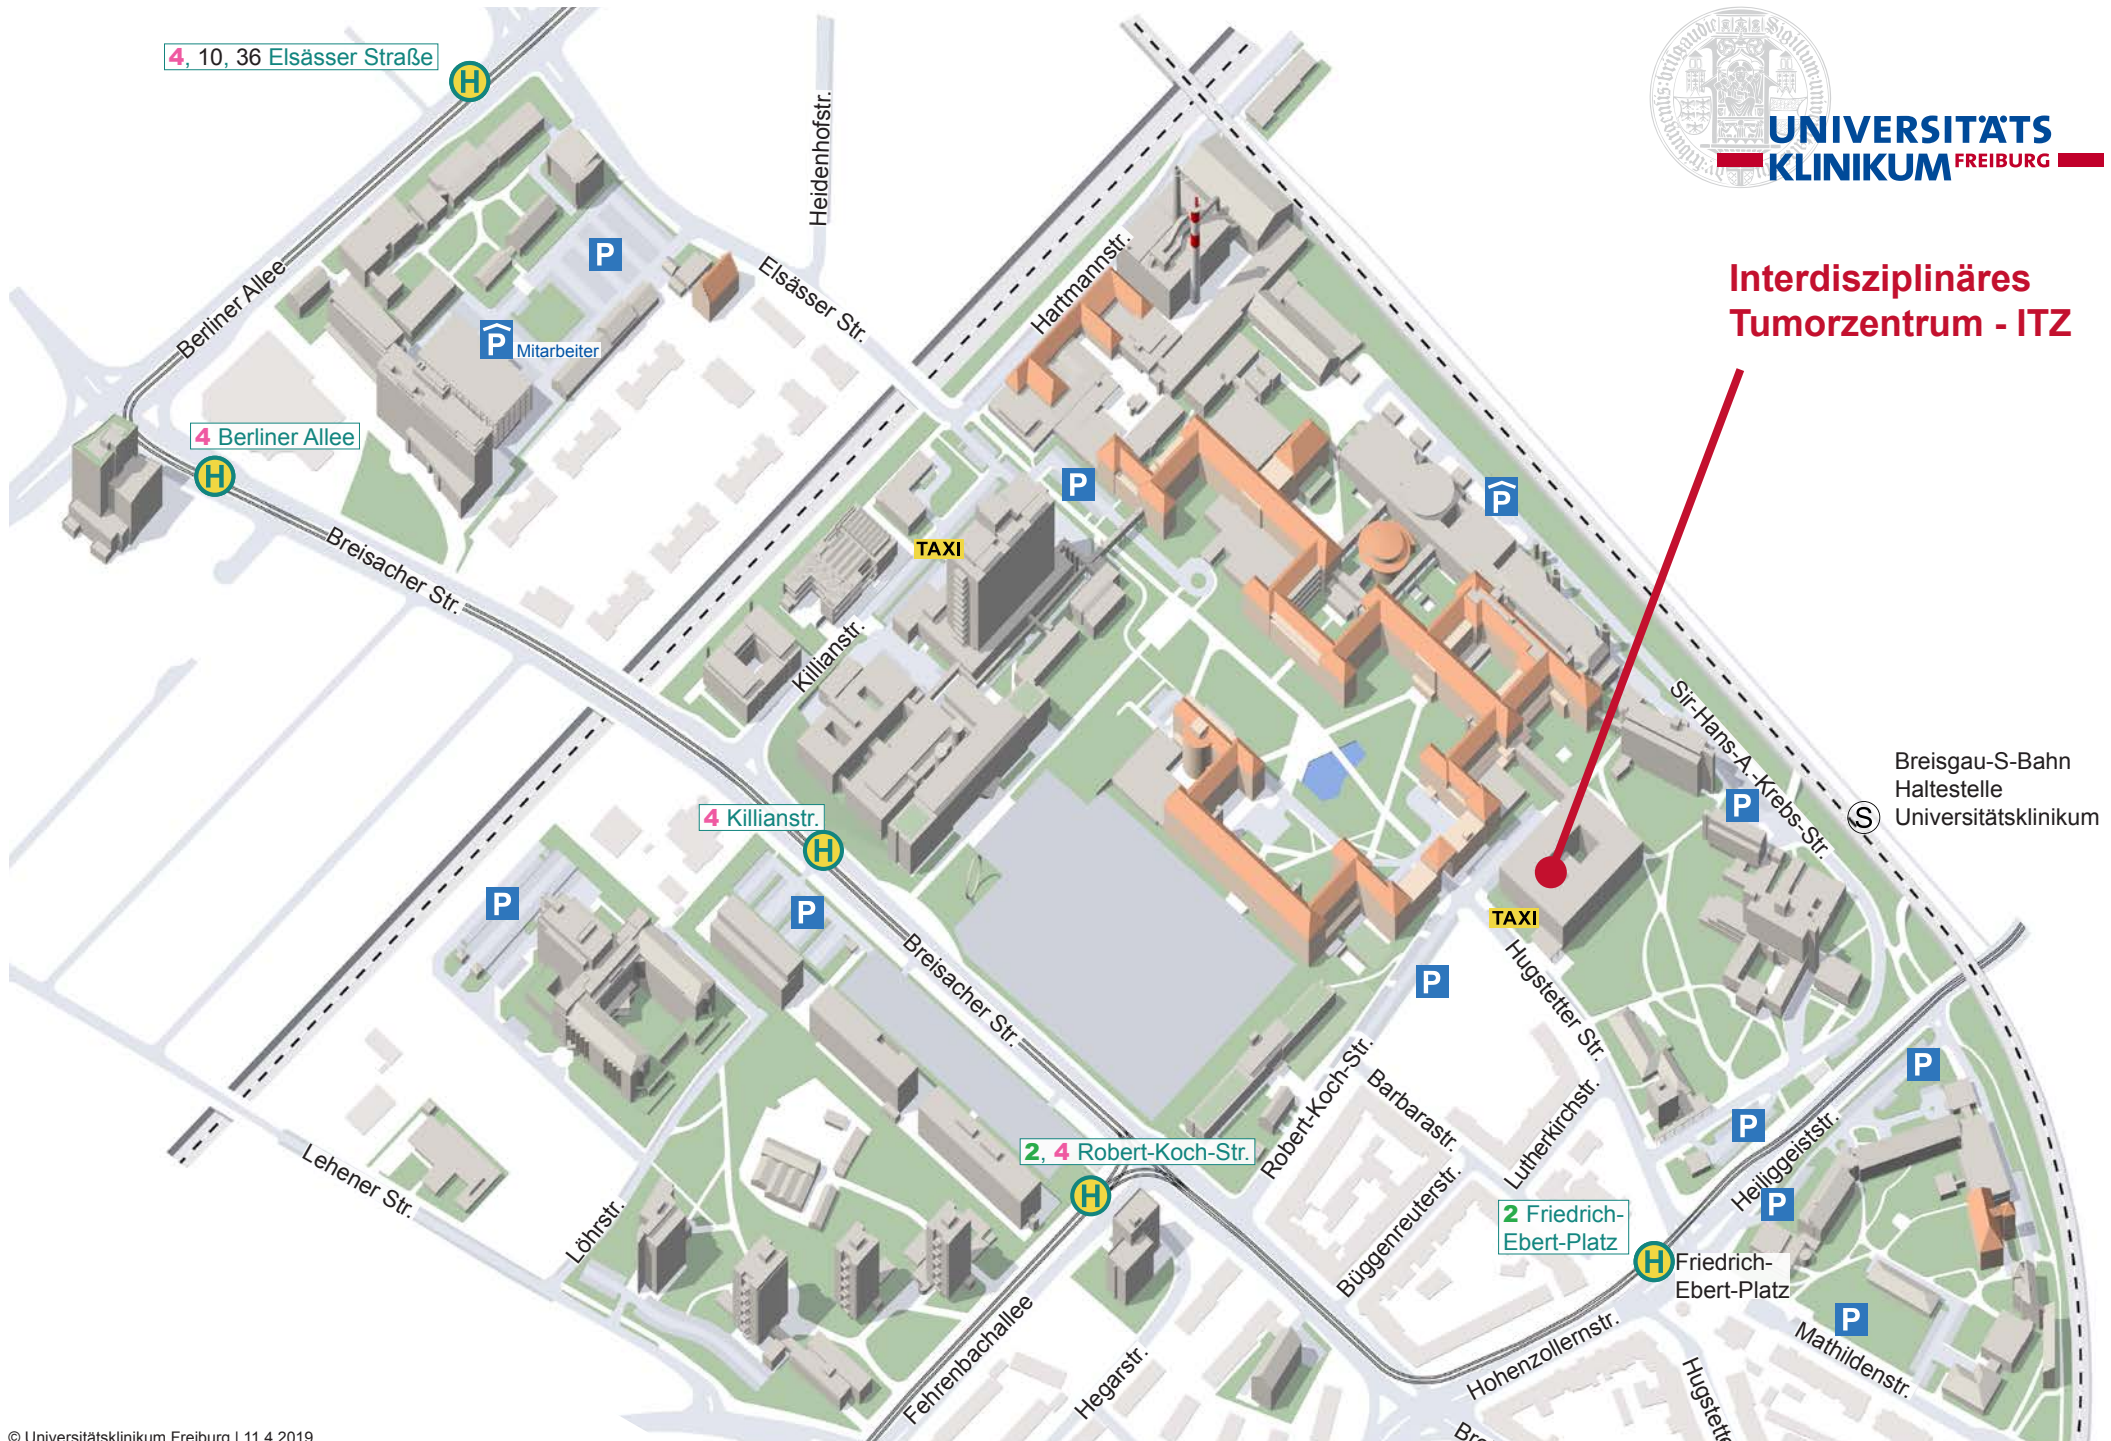 4, 10, 36 Elsässer Straße
H
UNIVERSITÄTS
KLINIKUM FREIBURG
Heidenhofstr.
P
Elsässer Str.
Hartmannstr.
Interdisziplinäres
Tumorzentrum - ITZ
Berliner Allee
P
Mitarbeiter
4 Berliner Allee
H
P
P
TAXI
Breisacher Str.
Killianstr.
Sir-Hans-A.-Krebs-Str.
Breisgau-S-Bahn
Haltestelle
Universitätsklinikum
S
P
4 Killianstr.
H
P
P
TAXI
Breisacher Str.
P
Hugstetter Str.
Robert-Koch-Str.
Barbarastr.
Lutherkirchstr.
P
P
2, 4 Robert-Koch-Str.
H
Lehener Str.
Löhrstr.
Büggenreuterstr.
Heiliggeiststr.
P
2 Friedrich-
Ebert-Platz
H
Friedrich-
Ebert-Platz
P
Mathildenstr.
Fehrenbachallee
Hegarstr.
Hohenzollernstr.
Hugstette
Bre
© Universitätsklinikum Freiburg | 11.4.2019